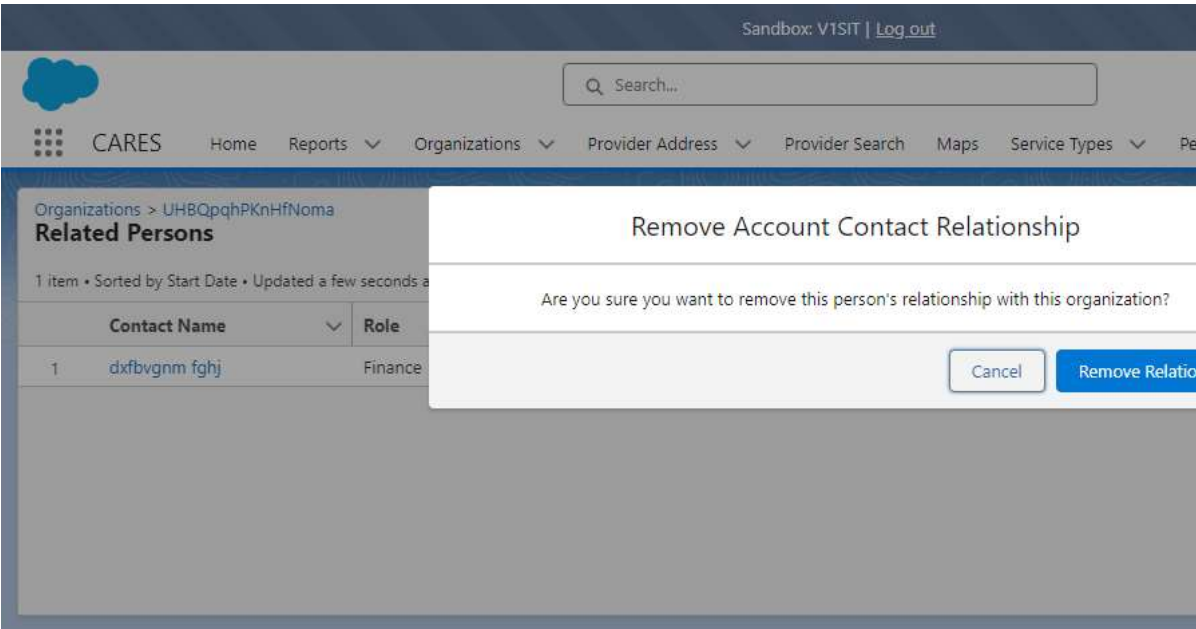 Sandbox: V1SIT | Log out
Search...
CARES Home Reports Organizations Provider Address Provider Search Maps Service Types Pe
Organizations > UHBQpqhPKnHfNoma
Related Persons
1 item • Sorted by Start Date • Updated a few seconds a
Contact Name Role
1 dxfbvgnm fghj Finance
Remove Account Contact Relationship
Are you sure you want to remove this person's relationship with this organization?
Cancel Remove Relatio